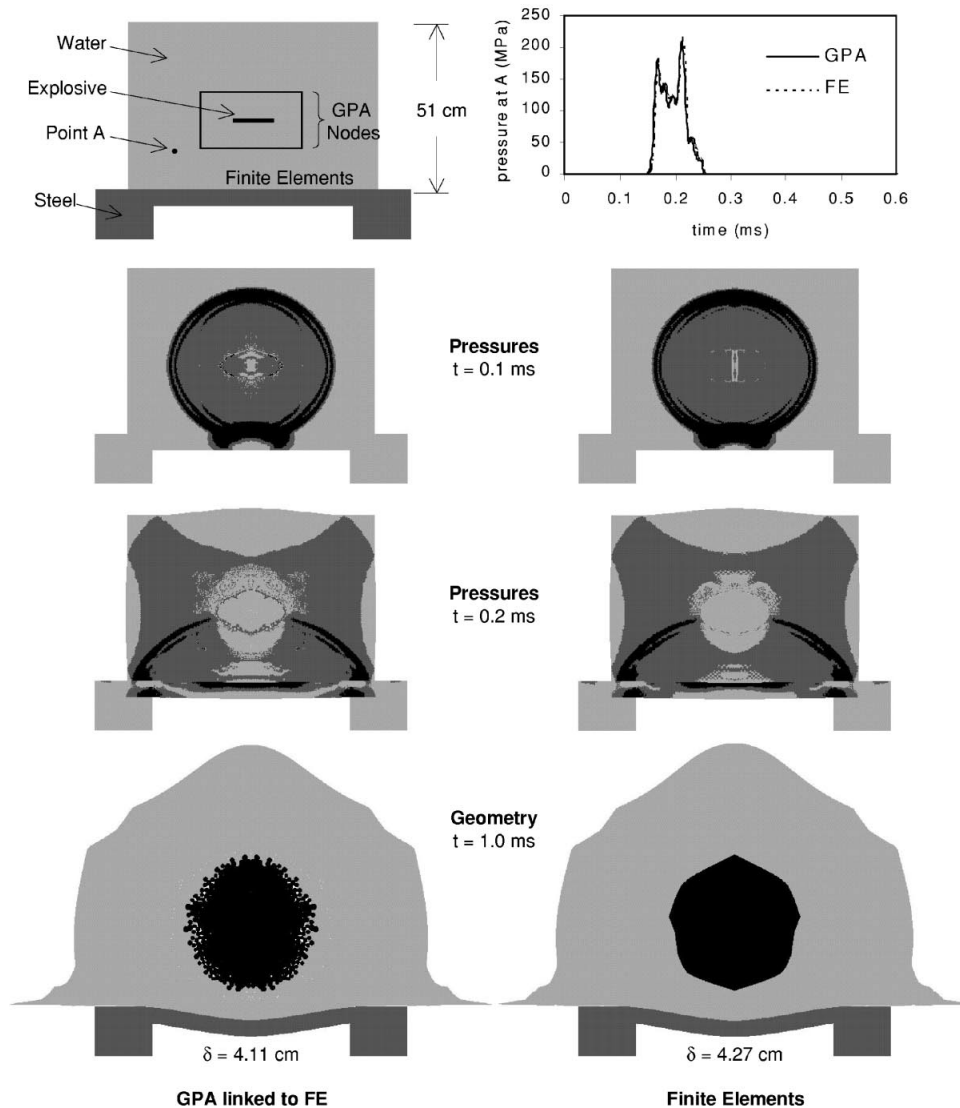 Water
Explosive
Point A
Steel
GPA
Nodes
Finite Elements
51 cm
pressure at A (MPa)
250
200
150
100
50
0
0 0.1 0.2 0.3 0.4 0.5 0.6
time (ms)
GPA
FE
Pressures
t = 0.1 ms
Pressures
t = 0.2 ms
Geometry
t = 1.0 ms
δ = 4.11 cm
δ = 4.27 cm
GPA linked to FE
Finite Elements